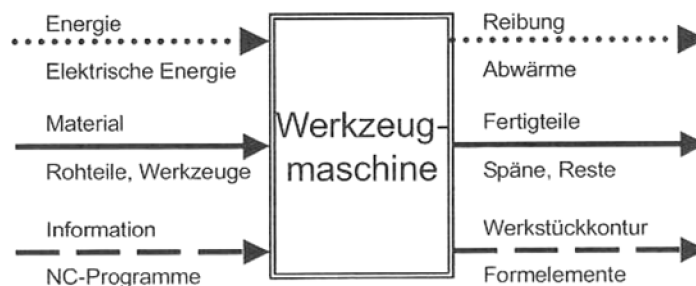 Energie
Elektrische Energie
Material
Rohteile, Werkzeuge
Information
NC-Programme
Werkzeug-
maschine
Reibung
Abwärme
Fertigteile
Späne, Reste
Werkstückkontur
Formelemente